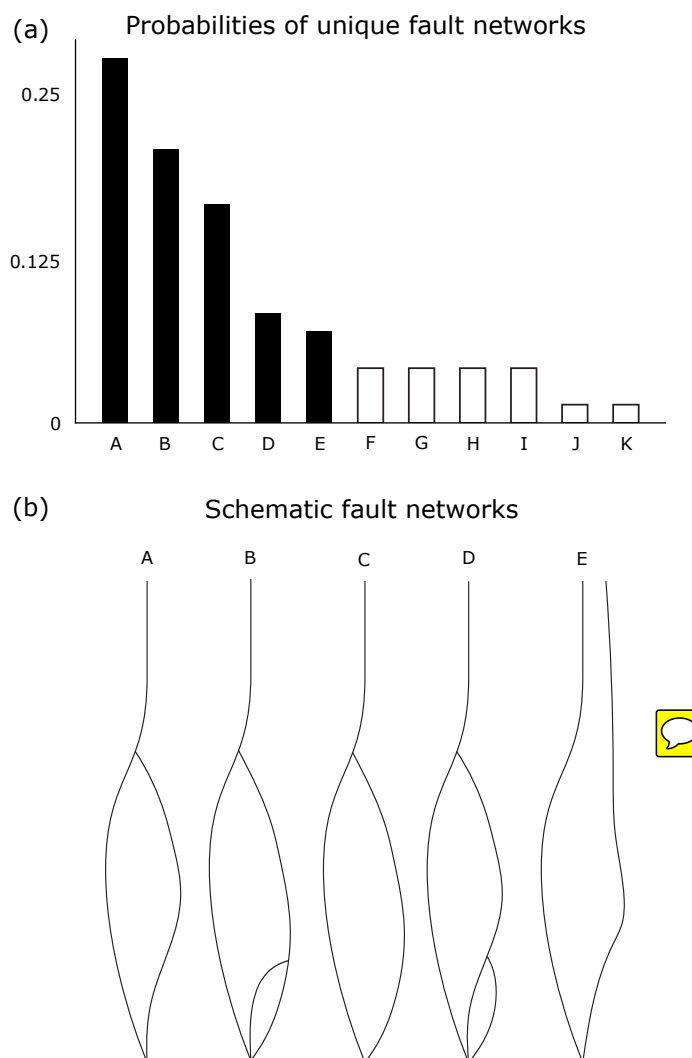 (a) Probabilities of unique fault networks
0.25
0.125
0
A B C D E F G H I J K
(b) Schematic fault networks
A B C D E